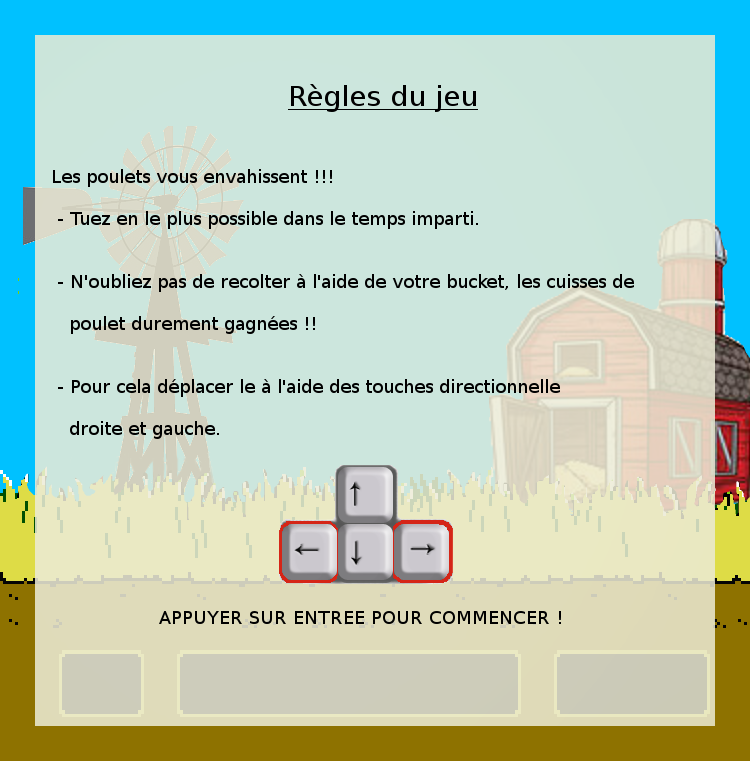 Règles du jeu
Les poulets vous envahissent !!!
- Tuez en le plus possible dans le temps imparti.
- N'oubliez pas de recolter à l'aide de votre bucket, les cuisses de
poulet durement gagnées !!
- Pour cela déplacer le à l'aide des touches directionnelle
droite et gauche.
↑
← ↓ →
APPUYER SUR ENTREE POUR COMMENCER !